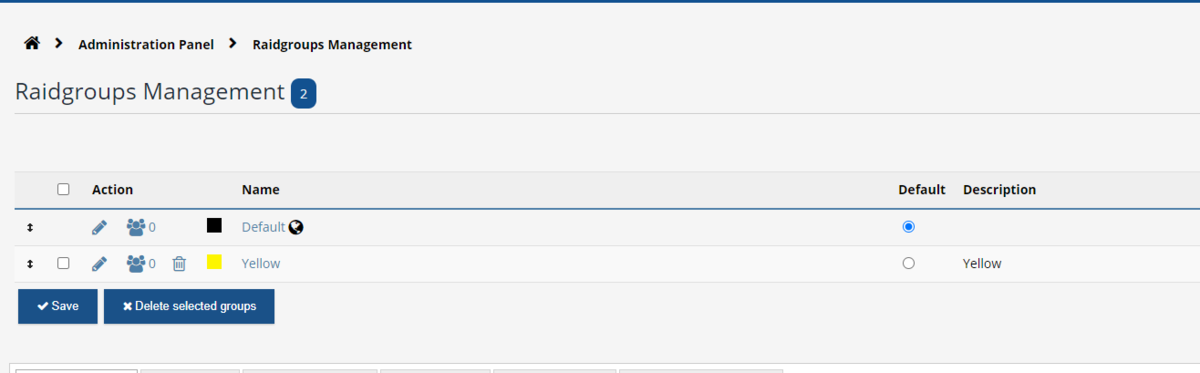 Administration Panel Raidgroups Management
Raidgroups Management 2
Action Name Default Description
0 Default
0 Yellow Yellow
Save Delete selected groups